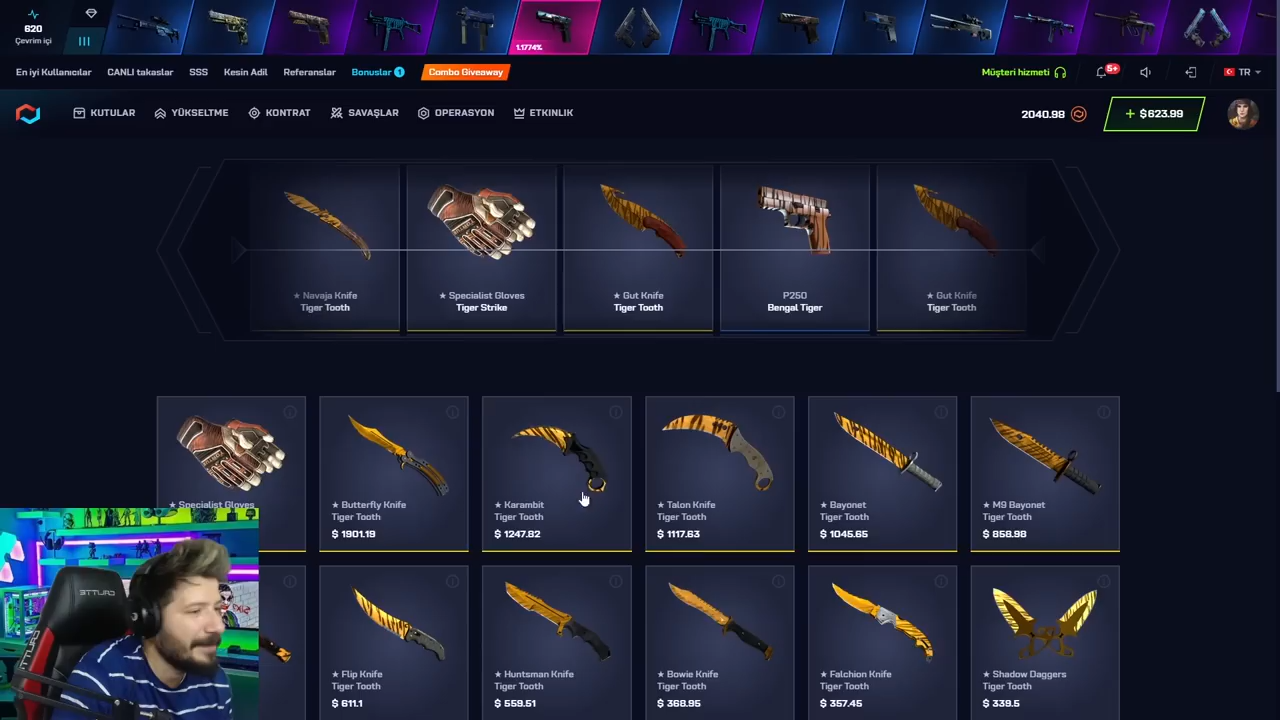 620
Çevrim içi
1.1774%
En iyi Kullanıcılar
CANLI takaslar
SSS
Kesin Adil
Referanslar
Bonuslar 1
Combo Giveaway
Müşteri hizmeti
5+
TR
KUTULAR
YÜKSELTME
KONTRAT
SAVAŞLAR
OPERASYON
ETKINLIK
2040.98
+ $623.99
★ Navaja Knife
Tiger Tooth
★ Specialist Gloves
Tiger Strike
★ Gut Knife
Tiger Tooth
P250
Bengal Tiger
★ Gut Knife
Tiger Tooth
★ Specialist Gloves
★ Butterfly Knife
Tiger Tooth
$ 1901.19
★ Karambit
Tiger Tooth
$ 1247.82
★ Talon Knife
Tiger Tooth
$ 1117.63
★ Bayonet
Tiger Tooth
$ 1045.65
★ M9 Bayonet
Tiger Tooth
$ 858.98
★ Flip Knife
Tiger Tooth
$ 611.1
★ Huntsman Knife
Tiger Tooth
$ 559.51
★ Bowie Knife
Tiger Tooth
$ 368.95
★ Falchion Knife
Tiger Tooth
$ 357.45
★ Shadow Daggers
Tiger Tooth
$ 339.5